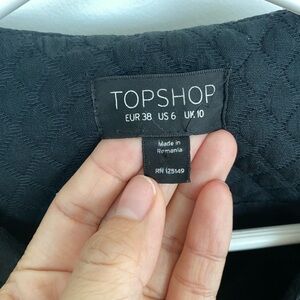 TOPSHOP
EUR 38 US 6 UK 10
Made in
Romania
RN 125149